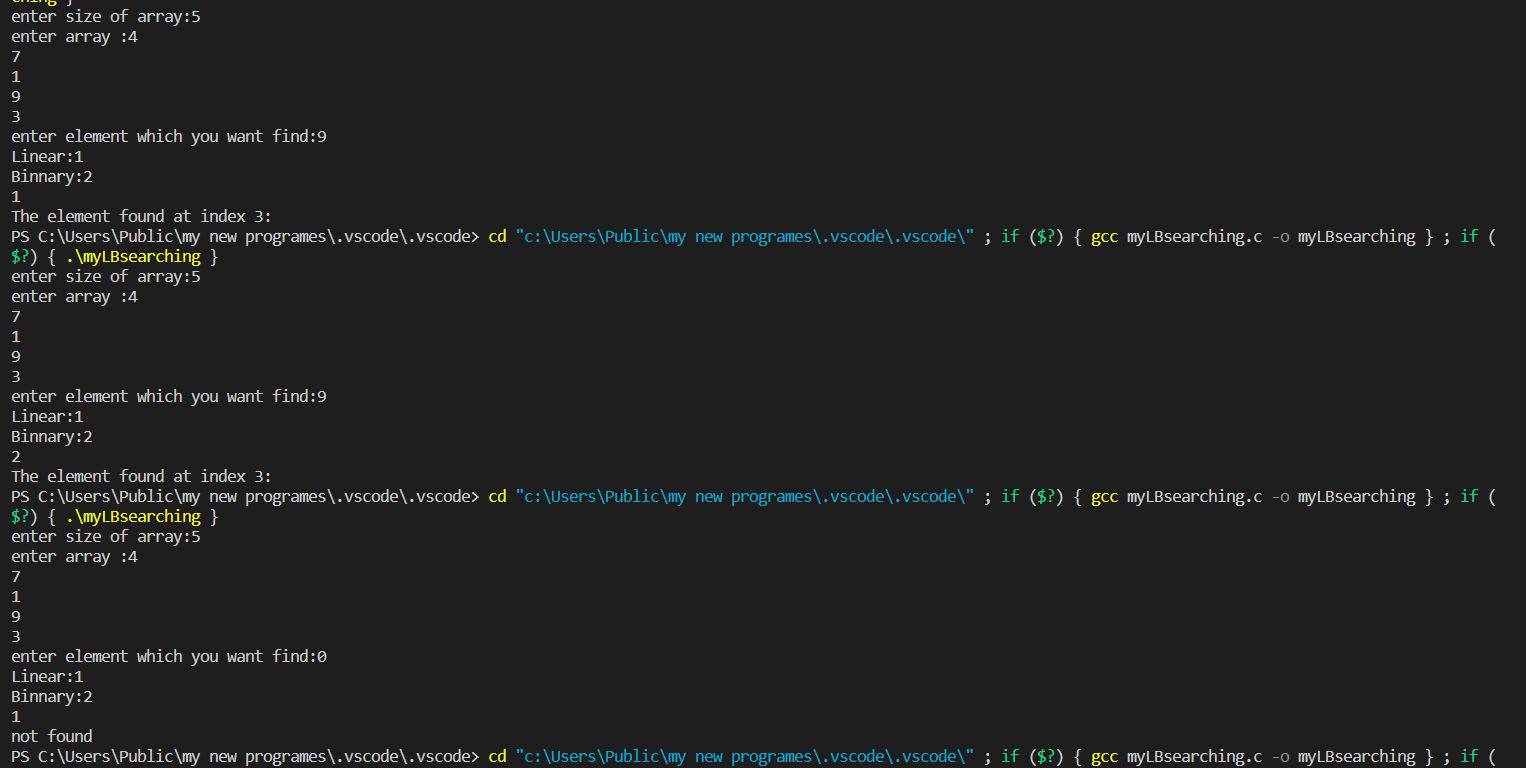 ching }
enter size of array:5
enter array :4
7
1
9
3
enter element which you want find:9
Linear:1
Binnary:2
1
The element found at index 3:
PS C:\Users\Public\my new programes\.vscode\.vscode> cd "c:\Users\Public\my new programes\.vscode\.vscode\" ; if ($?) { gcc myLBsearching.c -o myLBsearching } ; if (
$?) { .\myLBsearching }
enter size of array:5
enter array :4
7
1
9
3
enter element which you want find:9
Linear:1
Binnary:2
2
The element found at index 3:
PS C:\Users\Public\my new programes\.vscode\.vscode> cd "c:\Users\Public\my new programes\.vscode\.vscode\" ; if ($?) { gcc myLBsearching.c -o myLBsearching } ; if (
$?) { .\myLBsearching }
enter size of array:5
enter array :4
7
1
9
3
enter element which you want find:0
Linear:1
Binnary:2
1
not found
PS C:\Users\Public\my new programes\.vscode\.vscode> cd "c:\Users\Public\my new programes\.vscode\.vscode\" ; if ($?) { gcc myLBsearching.c -o myLBsearching } ; if (